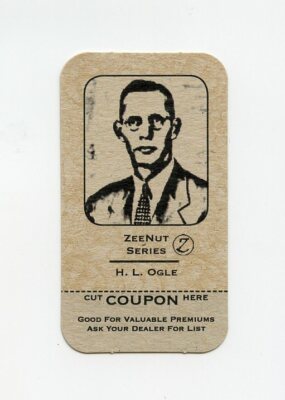 ZeeNut
Series Z
H. L. Ogle
CUT COUPON HERE
Good For Valuable Premiums
Ask Your Dealer For List